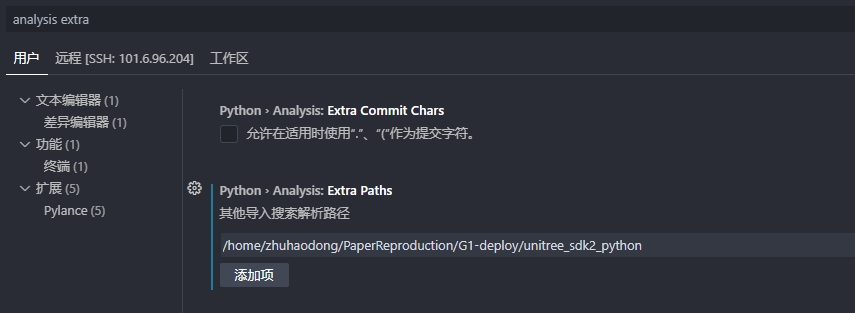 analysis extra
用户 远程 [SSH: 101.6.96.204] 工作区
文本编辑器 (1)
差异编辑器 (1)
功能 (1)
终端 (1)
扩展 (5)
Pylance (5)
Python › Analysis: Extra Commit Chars
允许在适用时使用“.”、“(”作为提交字符。
Python › Analysis: Extra Paths
其他导入搜索解析路径
/home/zhuhaodong/PaperReproduction/G1-deploy/unitree_sdk2_python
添加项